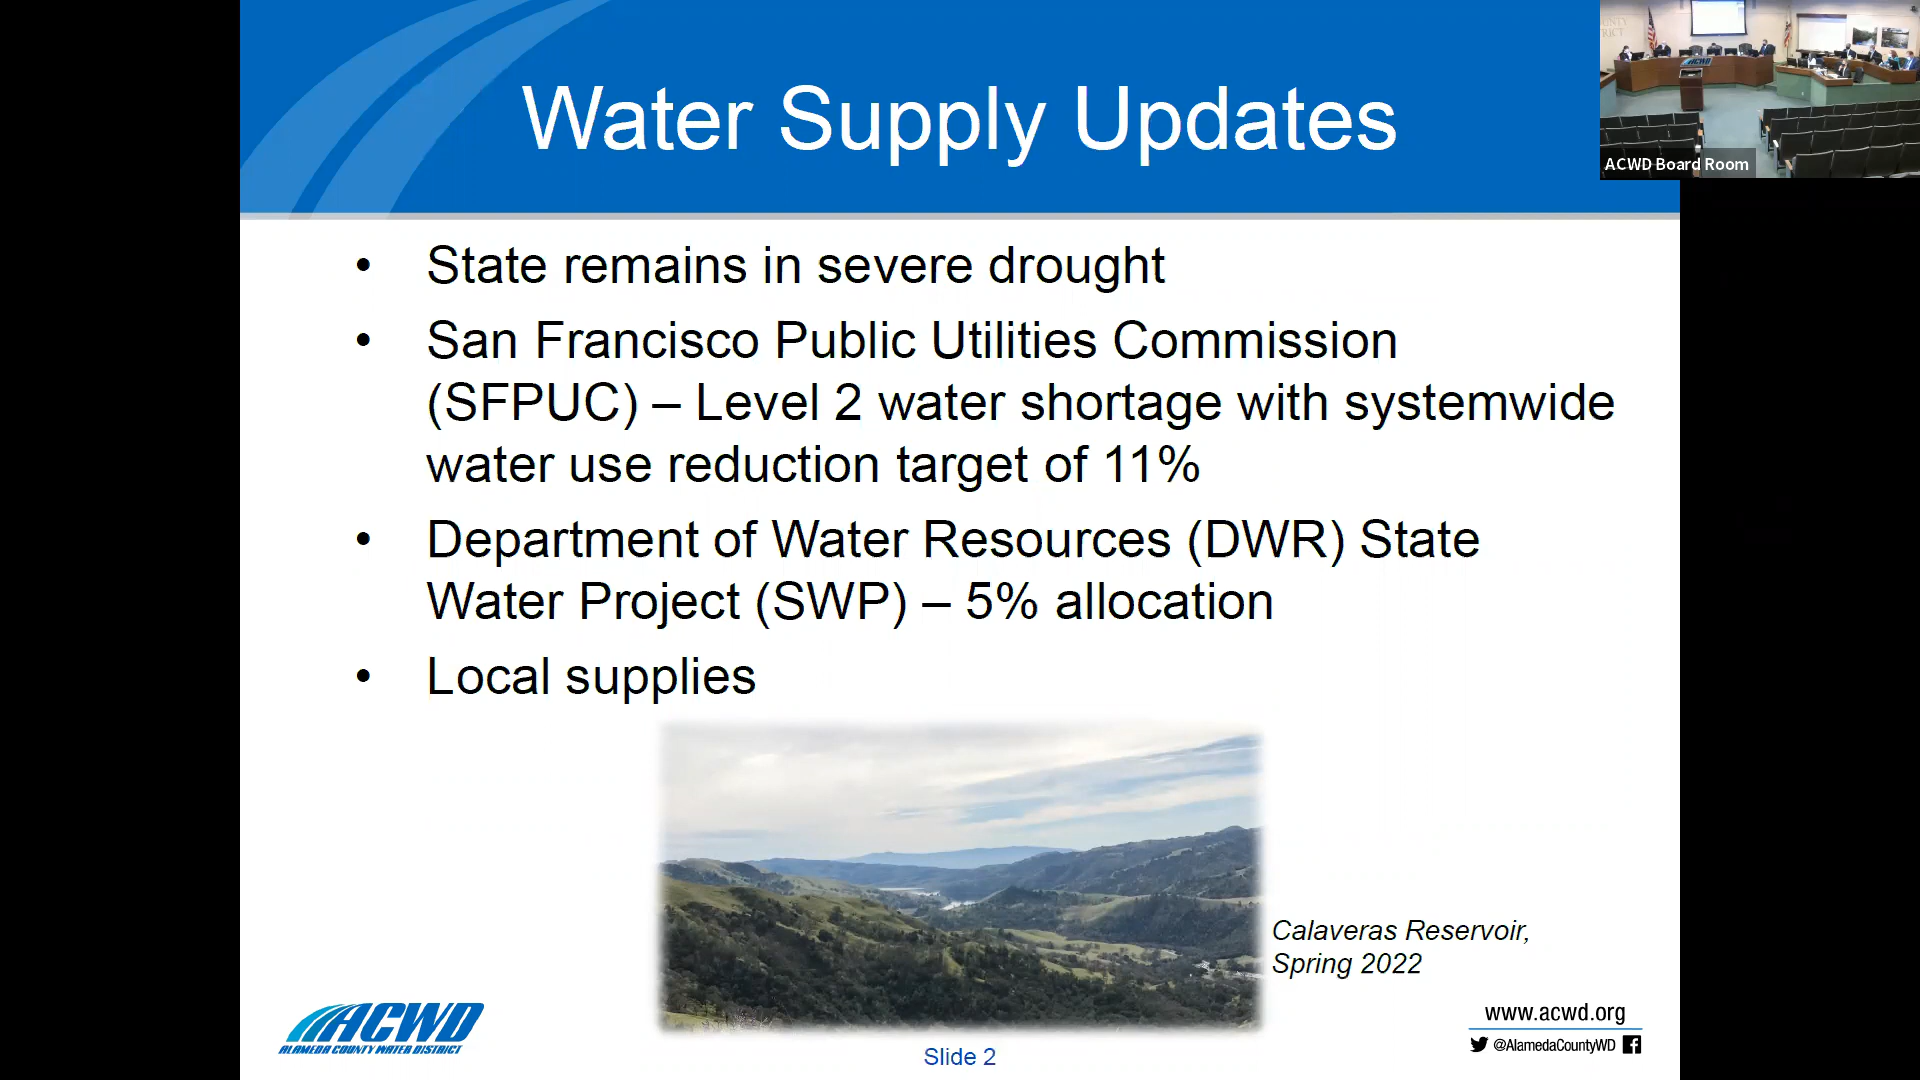 Water Supply Updates
ACWD Board Room
• State remains in severe drought
• San Francisco Public Utilities Commission
(SFPUC) – Level 2 water shortage with systemwide
water use reduction target of 11%
• Department of Water Resources (DWR) State
Water Project (SWP) – 5% allocation
• Local supplies
Calaveras Reservoir,
Spring 2022
ACWD
ALAMEDA COUNTY WATER DISTRICT
Slide 2
www.acwd.org
@AlamedaCountyWD